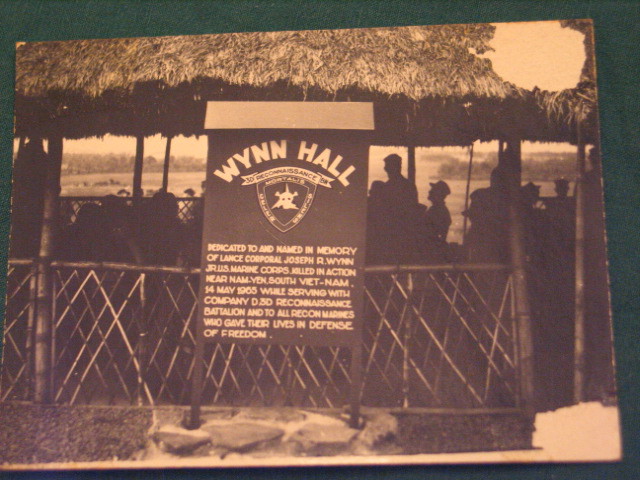 WYNN HALL
3D RECONNAISSANCE BN
DEDICATED TO AND NAMED IN MEMORY
OF LANCE CORPORAL JOSEPH R. WYNN
JR. U.S. MARINE CORPS. KILLED IN ACTION
NEAR NAM-YEN, SOUTH VIET-NAM.
14 MAY 1965 WHILE SERVING WITH
COMPANY D, 3D RECONNAISSANCE
BATTALION AND TO ALL RECON MARINES
WHO GAVE THEIR LIVES IN DEFENSE
OF FREEDOM.